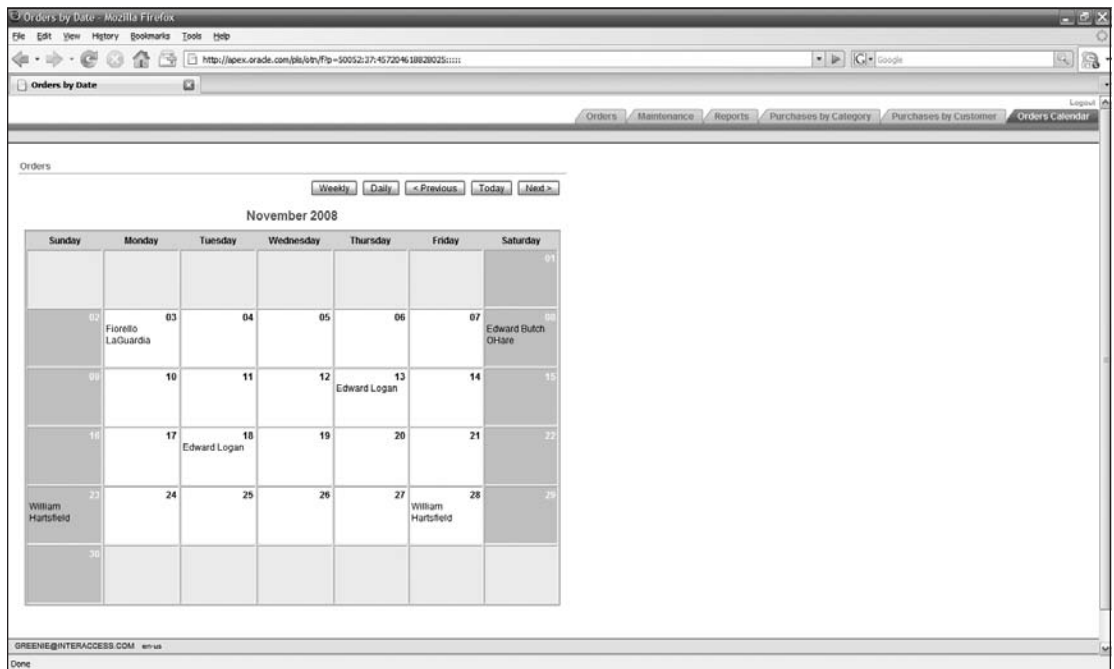 Orders by Date - Mozilla Firefox
File Edit View History Bookmarks Tools Help
http://apex.oracle.com/pls/otn/f?p=50052:37:457204618828025:::::
Google
Orders by Date
Logout
Orders Maintenance Reports Purchases by Category Purchases by Customer Orders Calendar
Orders
Weekly Daily < Previous Today Next >
November 2008
Sunday Monday Tuesday Wednesday Thursday Friday Saturday
01
02 03 04 05 06 07 08
Fiorello LaGuardia
Edward Butch OHare
09 10 11 12 13 14 15
Edward Logan
16 17 18 19 20 21 22
Edward Logan
23 24 25 26 27 28 29
William Hartsfield
William Hartsfield
30
GREENIE@INTERACCESS.COM en-us
Done